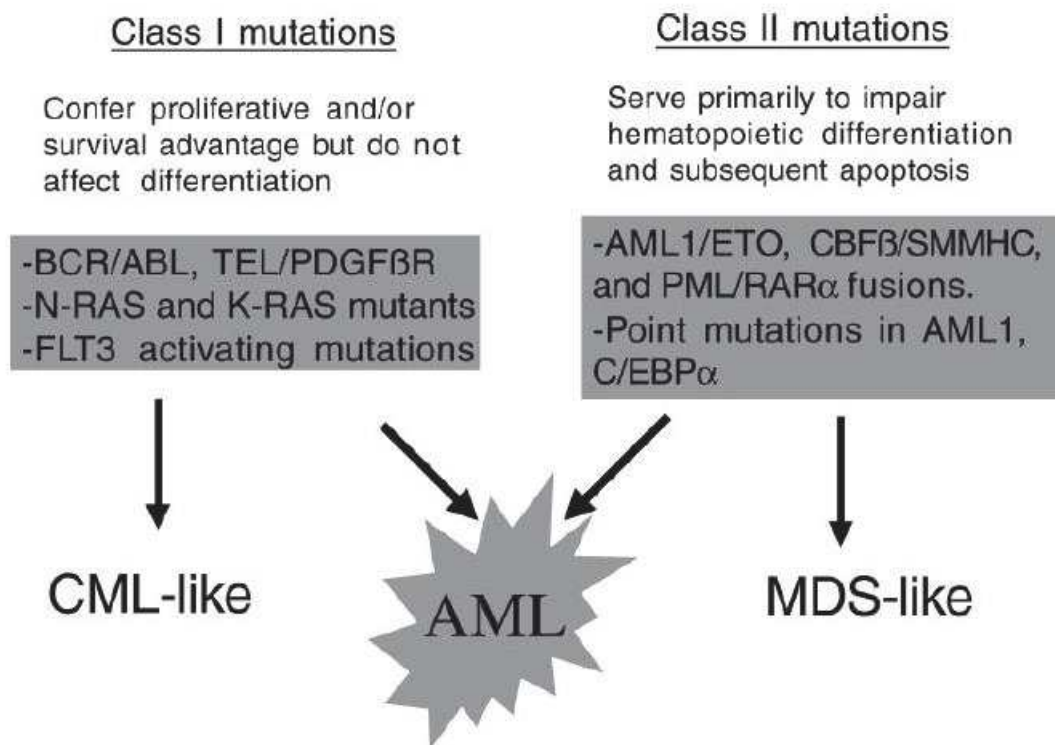 Class I mutations
Confer proliferative and/or
survival advantage but do not
affect differentiation
-BCR/ABL, TEL/PDGFßR
-N-RAS and K-RAS mutants
-FLT3 activating mutations
CML-like
Class II mutations
Serve primarily to impair
hematopoietic differentiation
and subsequent apoptosis
-AML1/ETO, CBFß/SMMHC,
and PML/RARα fusions.
-Point mutations in AML1,
C/EBPα
MDS-like
AML